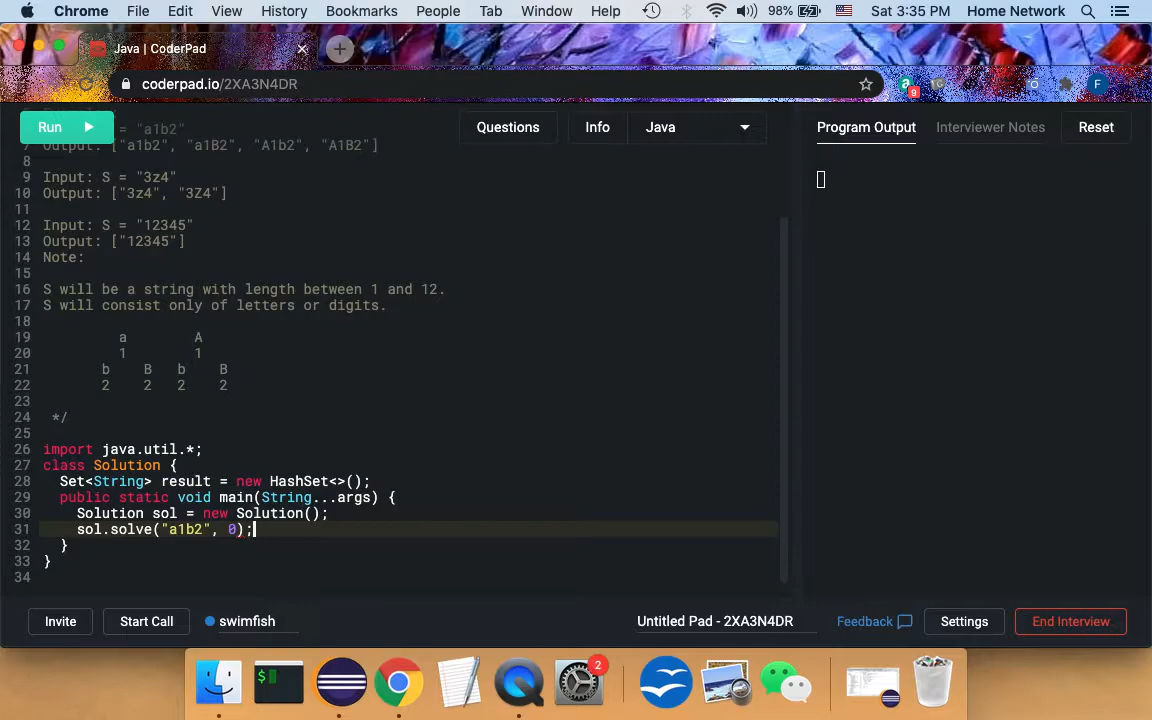 Chrome File Edit View History Bookmarks People Tab Window Help 98% Sat 3:35 PM Home Network
Java | CoderPad
coderpad.io/2XA3N4DR
9
F
Run
Questions
Info
Java
Program Output
Interviewer Notes
Reset
= "a1b2"
7 Output: ["a1b2", "a1B2", "A1b2", "A1B2"]
8
9 Input: S = "3z4"
10 Output: ["3z4", "3Z4"]
11
12 Input: S = "12345"
13 Output: ["12345"]
14 Note:
15
16 S will be a string with length between 1 and 12.
17 S will consist only of letters or digits.
18
19 a A
20 1 1
21 b B b B
22 2 2 2 2
23
24 */
25
26 import java.util.*;
27 class Solution {
28 Set<String> result = new HashSet<>();
29 public static void main(String...args) {
30 Solution sol = new Solution();
31 sol.solve("a1b2", 0);
32 }
33 }
34
Invite
Start Call
swimfish
Untitled Pad - 2XA3N4DR
Feedback
Settings
End Interview
$
2